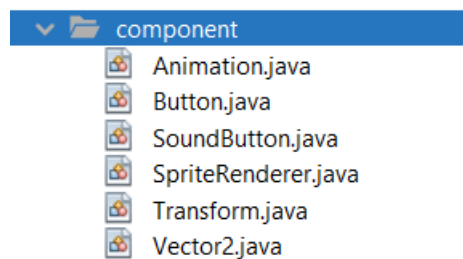 component
Animation.java
Button.java
SoundButton.java
SpriteRenderer.java
Transform.java
Vector2.java